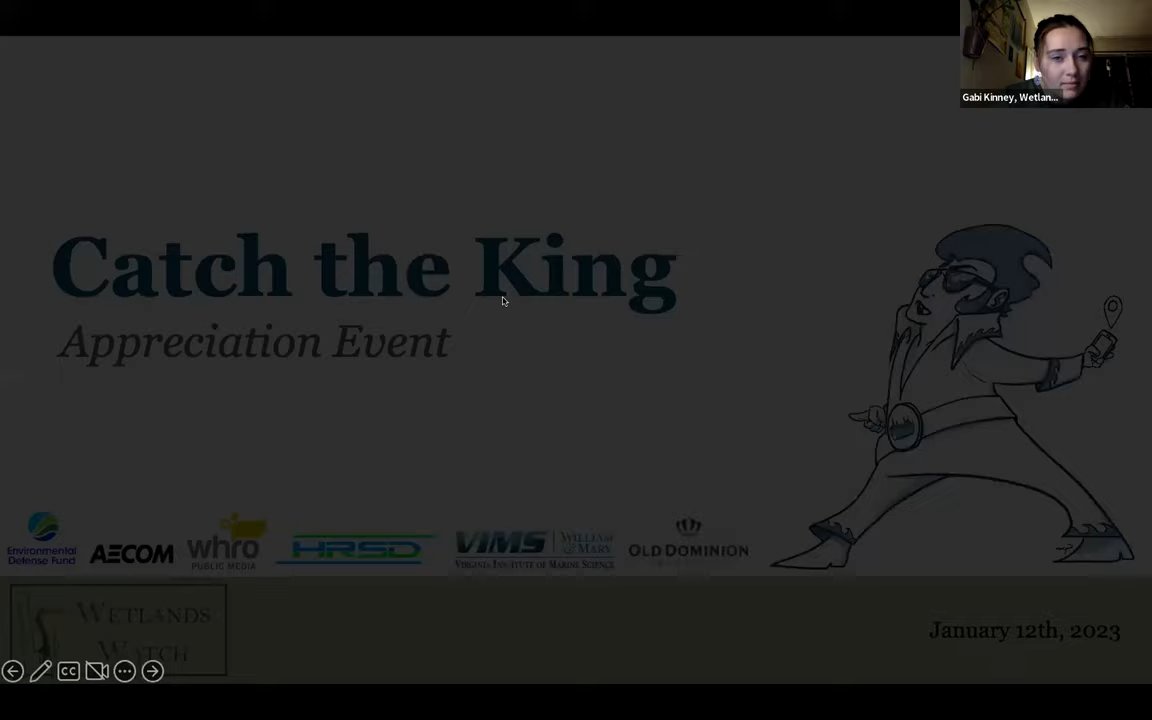 Gabi Kinney, Wetlan...
Catch the King
Appreciation Event
Environmental
Defense Fund
AECOM
whro
PUBLIC MEDIA
HRSD
VIMS
WILLIAM
& MARY
VIRGINIA INSTITUTE OF MARINE SCIENCE
OLD DOMINION
WETLANDS
WATCH
January 12th, 2023
CC